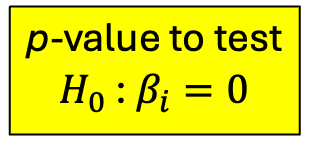 p-value to test
H₀ : βᵢ = 0